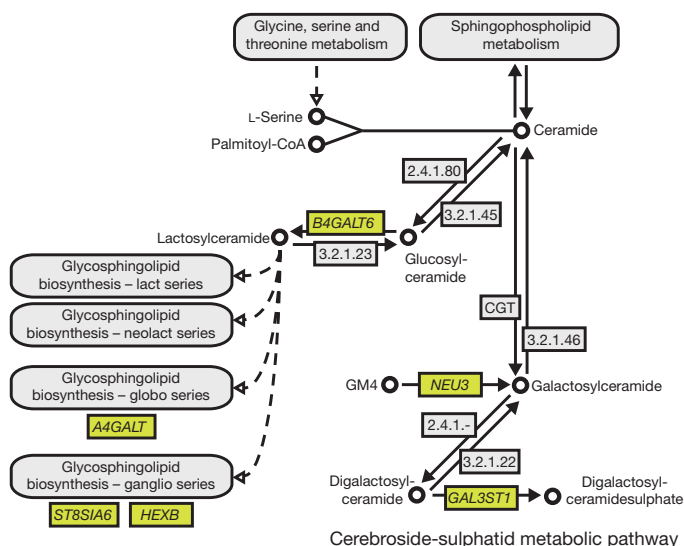 Glycine, serine and
threonine metabolism
Sphingophospholipid
metabolism
L-Serine
Palmitoyl-CoA
Ceramide
2.4.1.80
3.2.1.45
B4GALT6
Lactosylceramide
3.2.1.23
Glucosyl-
ceramide
Glycosphingolipid
biosynthesis – lact series
Glycosphingolipid
biosynthesis – neolact series
CGT
3.2.1.46
Glycosphingolipid
biosynthesis – globo series
A4GALT
GM4
NEU3
Galactosylceramide
2.4.1.-
3.2.1.22
Glycosphingolipid
biosynthesis – ganglio series
ST8SIA6
HEXB
Digalactosyl-
ceramide
GAL3ST1
Digalactosyl-
ceramidesulphate
Cerebroside-sulphatid metabolic pathway